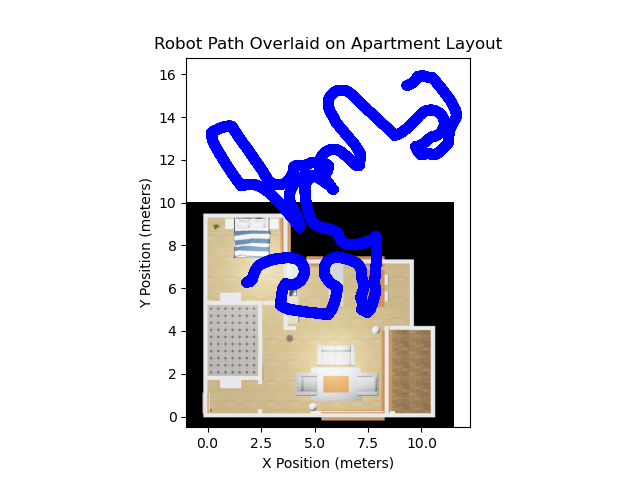 Robot Path Overlaid on Apartment Layout
16
14
12
10
8
6
4
2
0
Y Position (meters)
0.0 2.5 5.0 7.5 10.0
X Position (meters)